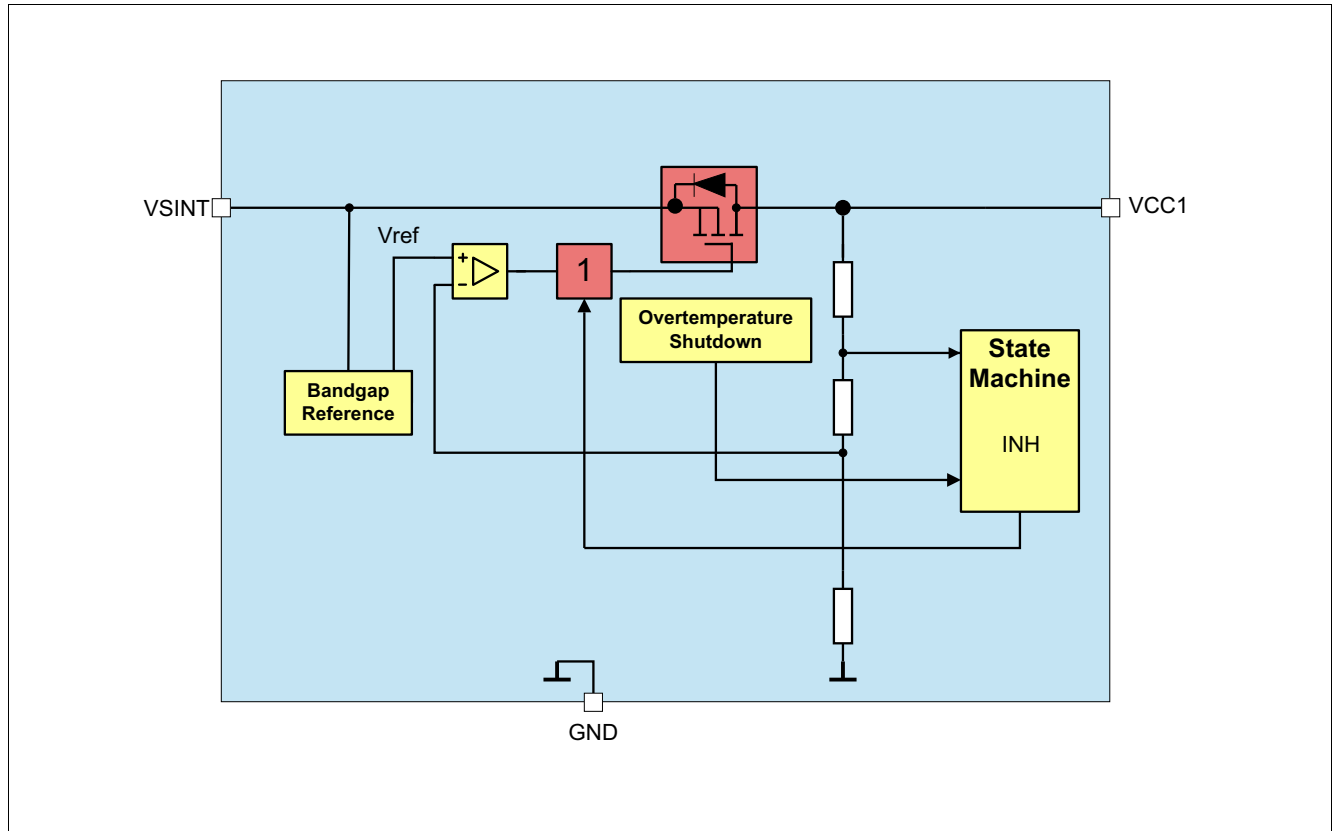 VSINT
VCC1
Vref
+
-
1
Overtemperature
Shutdown
State
Machine
INH
Bandgap
Reference
GND